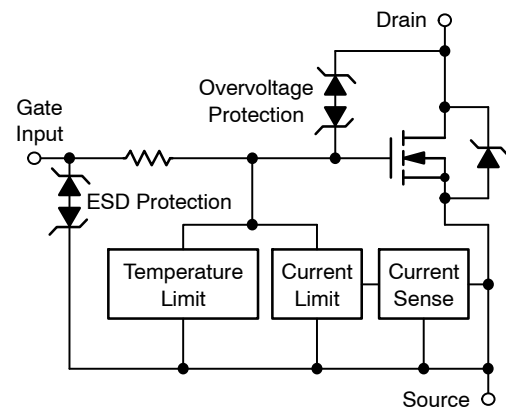 Drain
Overvoltage
Protection
Gate
Input
ESD Protection
Temperature
Limit
Current
Limit
Current
Sense
Source